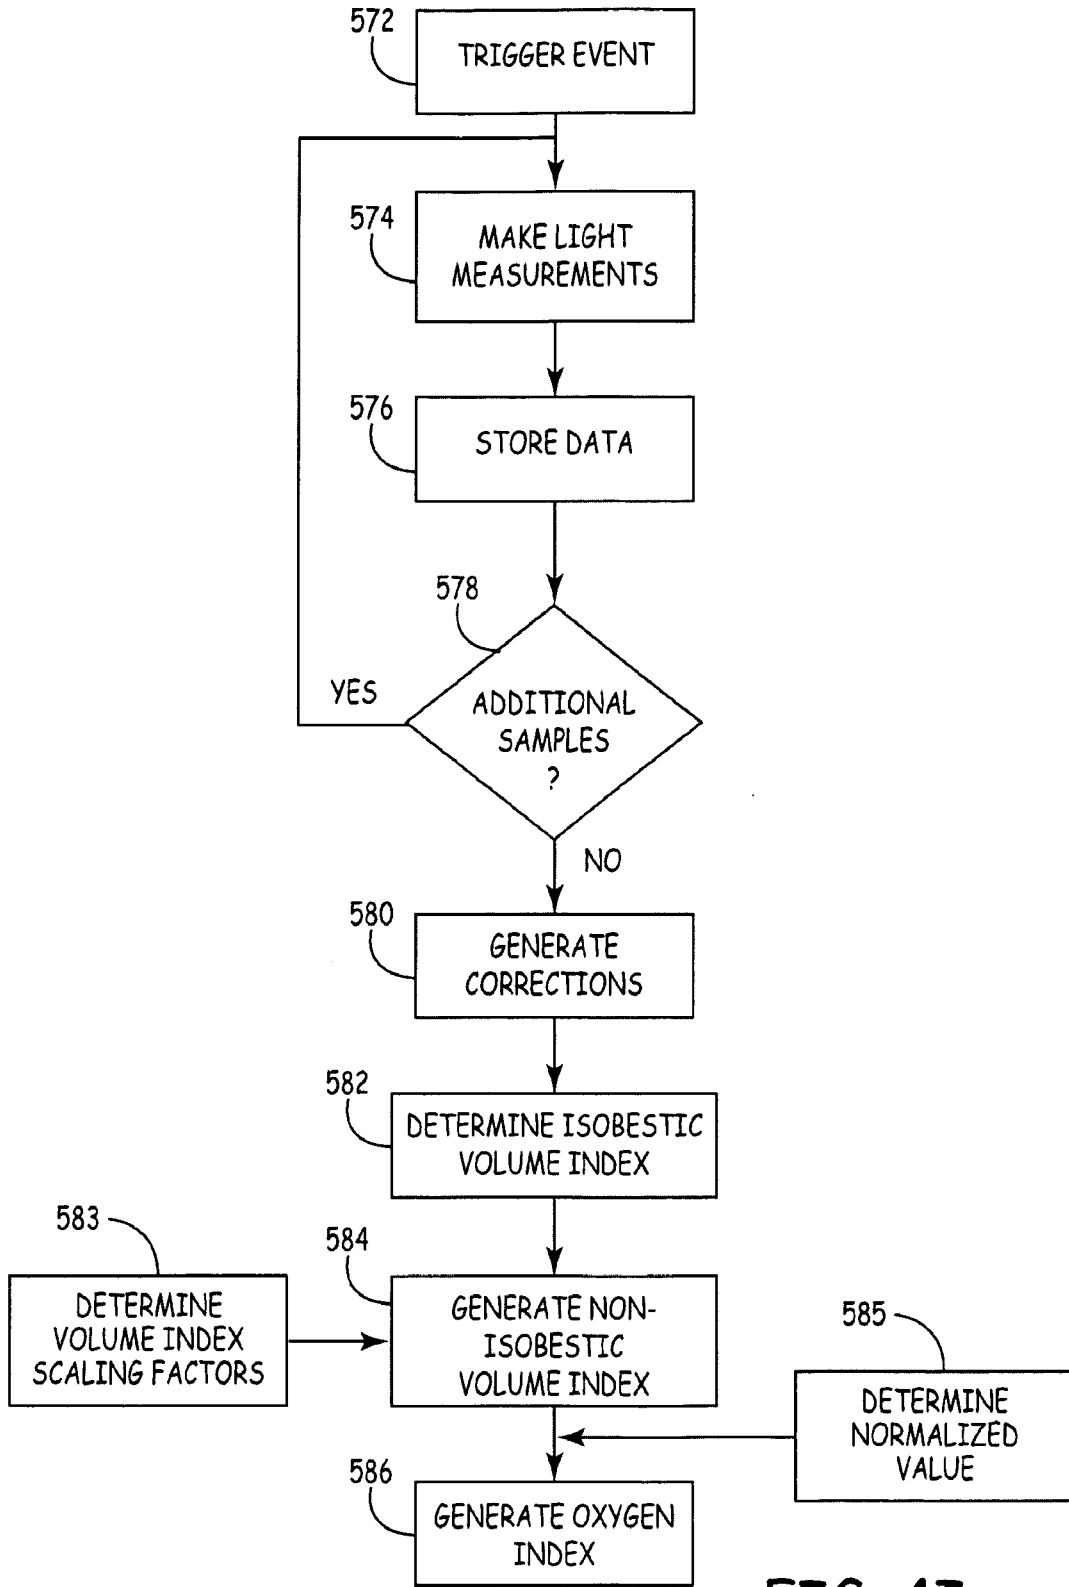 572
TRIGGER EVENT
574
MAKE LIGHT
MEASUREMENTS
576
STORE DATA
578
YES
ADDITIONAL
SAMPLES
?
NO
580
GENERATE
CORRECTIONS
582
DETERMINE ISOBESTIC
VOLUME INDEX
583
DETERMINE
VOLUME INDEX
SCALING FACTORS
584
GENERATE NON-
ISOBESTIC
VOLUME INDEX
585
DETERMINE
NORMALIZED
VALUE
586
GENERATE OXYGEN
INDEX